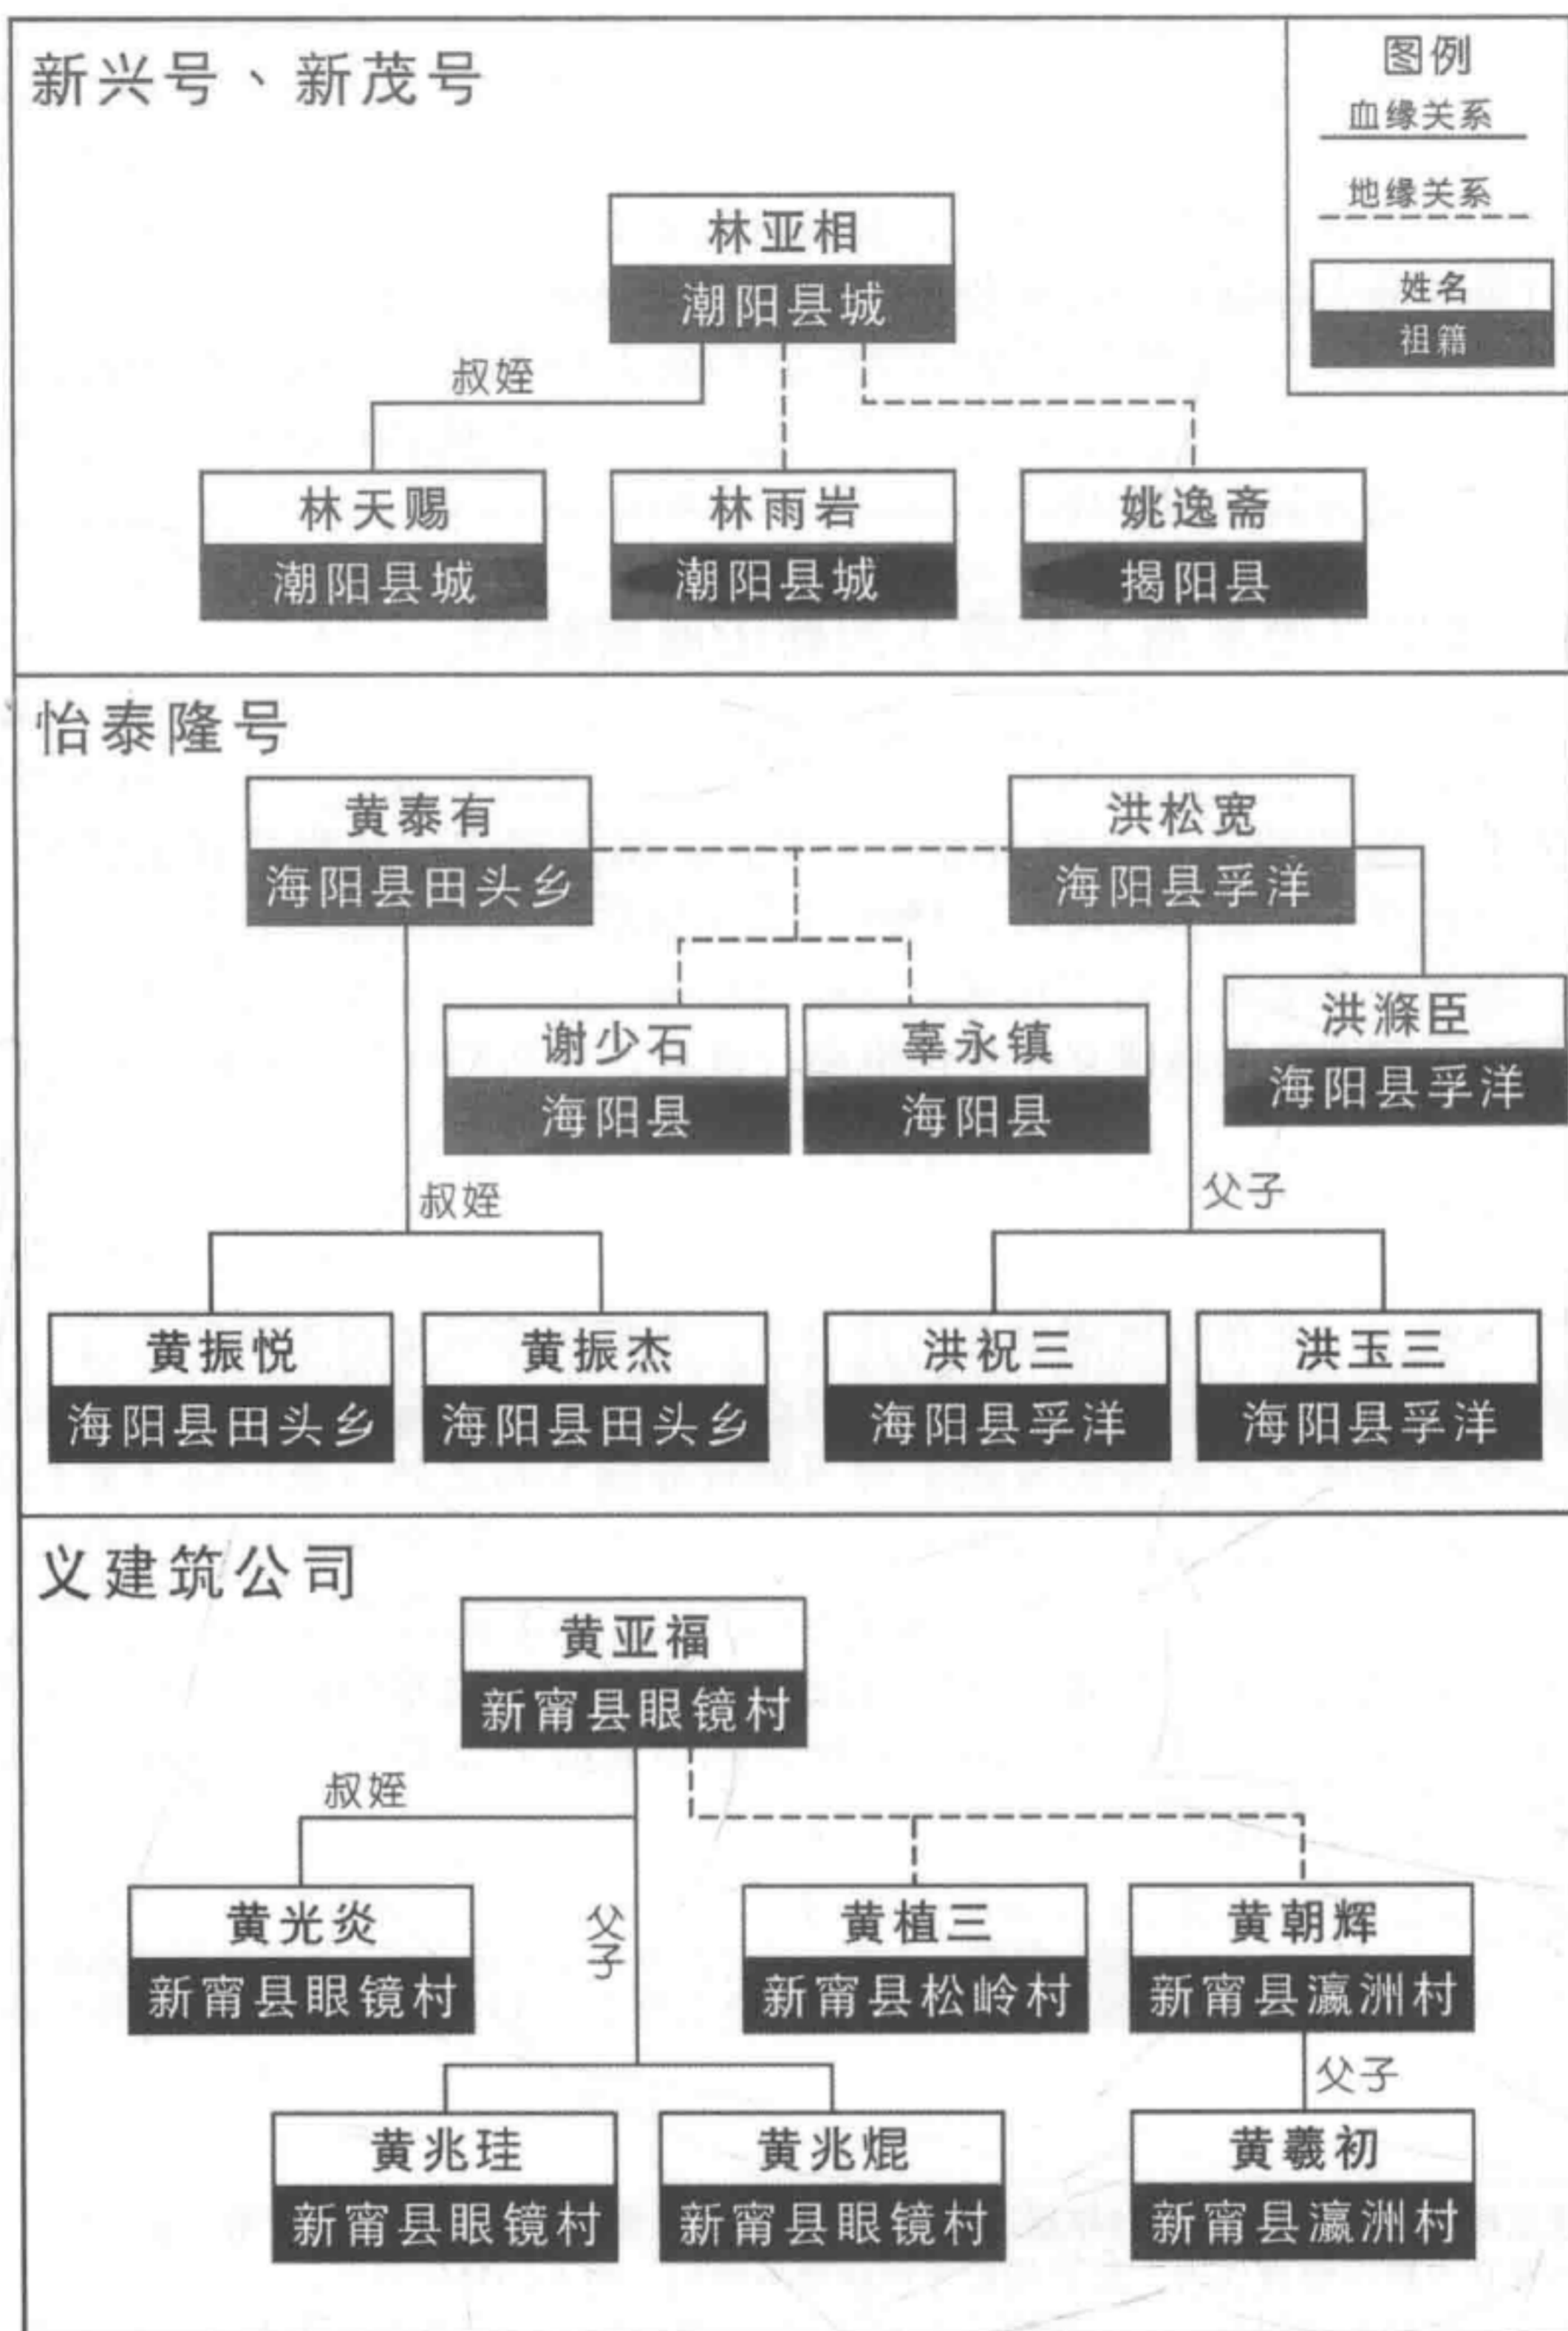 新兴号、新茂号
图例
血缘关系
地缘关系
姓名
祖籍
林亚相
潮阳县城
叔姪
林天赐
潮阳县城
林雨岩
潮阳县城
姚逸斋
揭阳县
怡泰隆号
黄泰有
海阳县田头乡
洪松宽
海阳县孚洋
谢少石
海阳县
辜永镇
海阳县
洪滌臣
海阳县孚洋
叔姪
父子
黄振悦
海阳县田头乡
黄振杰
海阳县田头乡
洪祝三
海阳县孚洋
洪玉三
海阳县孚洋
义建筑公司
黄亚福
新甯县眼镜村
叔姪
父子
黄光炎
新甯县眼镜村
黄植三
新甯县松岭村
黄朝辉
新甯县瀛洲村
父子
黄兆珪
新甯县眼镜村
黄兆焜
新甯县眼镜村
黄羲初
新甯县瀛洲村